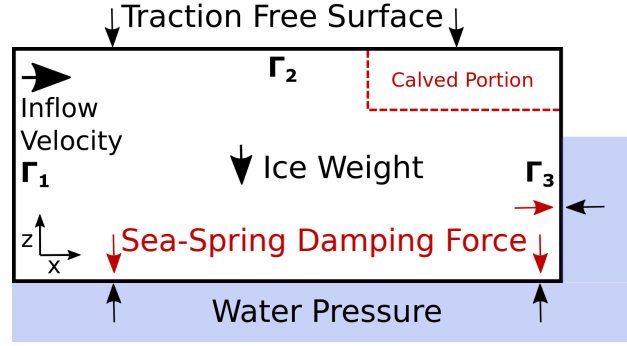 Traction Free Surface
Γ2
Calved Portion
Inflow
Velocity
Γ1
Ice Weight
Γ3
z
x
Sea-Spring Damping Force
Water Pressure